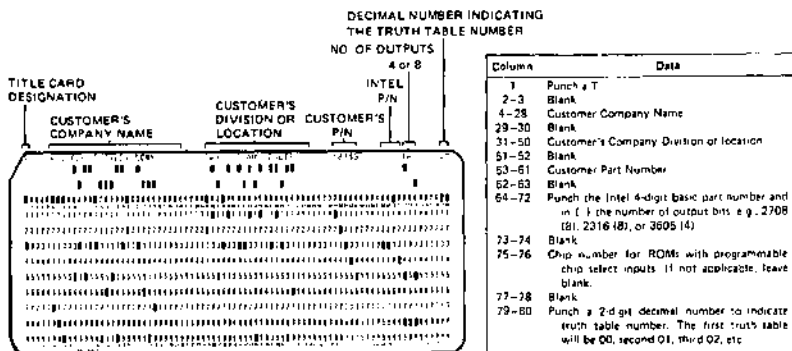 DECIMAL NUMBER INDICATING
THE TRUTH TABLE NUMBER
NO. OF OUTPUTS
4 or 8
INTEL
P/N
TITLE CARD
DESIGNATION
CUSTOMER'S
COMPANY NAME
CUSTOMER'S
DIVISION OR
LOCATION
CUSTOMER'S
P/N
Column Data
1 Punch a T
2-3 Blank
4-28 Customer Company Name
29-30 Blank
31-50 Customer's Company Division or location
51-52 Blank
53-61 Customer Part Number
62-63 Blank
64-72 Punch the Intel 4-digit basic part number and
in ( ) the number of output bits e.g., 2708
(8), 2316 (8), or 3605 (4)
73-74 Blank
75-76 Chip number for ROMs with programmable
chip select inputs. If not applicable, leave
blank.
77-78 Blank
79-80 Punch a 2-digit decimal number to indicate
truth table number. The first truth table
will be 00, second 01, third 02, etc